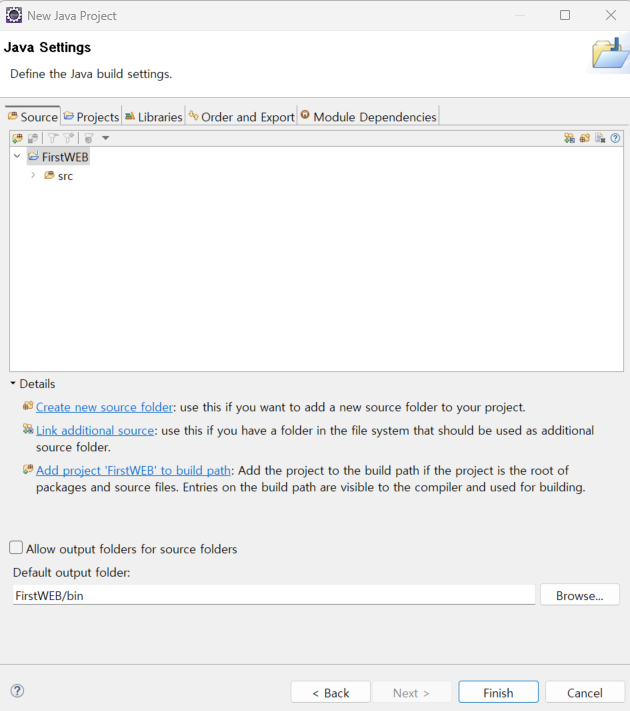 New Java Project
Java Settings
Define the Java build settings.
Source Projects Libraries Order and Export Module Dependencies
FirstWEB
src
Details
Create new source folder: use this if you want to add a new source folder to your project.
Link additional source: use this if you have a folder in the file system that should be used as additional
source folder.
Add project 'FirstWEB' to build path: Add the project to the build path if the project is the root of
packages and source files. Entries on the build path are visible to the compiler and used for building.
Allow output folders for source folders
Default output folder:
FirstWEB/bin Browse...
< Back Next > Finish Cancel